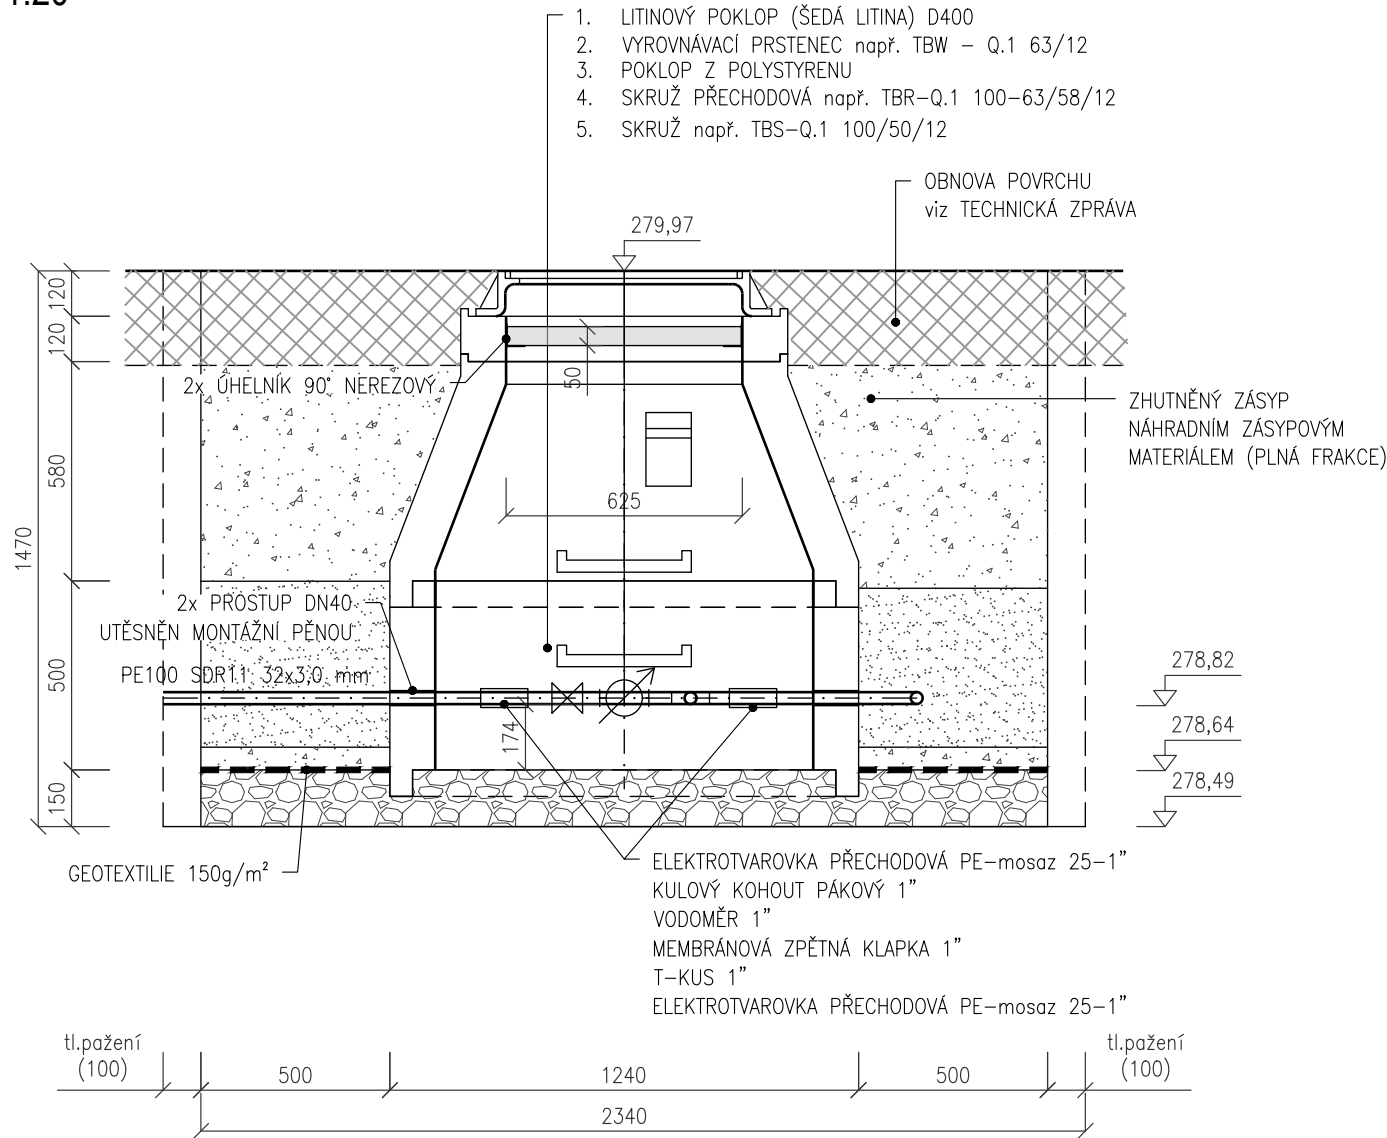 1. LITINOVÝ POKLOP (ŠEDÁ LITINA) D400
2. VYROVNÁVACÍ PRSTENEC např. TBW - Q.1 63/12
3. POKLOP Z POLYSTYRENU
4. SKRUŽ PŘECHODOVÁ např. TBR-Q.1 100-63/58/12
5. SKRUŽ např. TBS-Q.1 100/50/12
OBNOVA POVRCHU
viz TECHNICKÁ ZPRÁVA
279,97
120
120
50
2x ÚHELNÍK 90° NEREZOVÝ
ZHUTNĚNÝ ZÁSYP
NÁHRADNÍM ZÁSYPOVÝM
MATERIÁLEM (PLNÁ FRAKCE)
580
625
1470
2x PROSTUP DN40
UTĚSNĚN MONTÁŽNÍ PĚNOU
PE100 SDR11 32x3,0 mm
500
174
278,82
278,64
278,49
150
GEOTEXTILIE 150g/m²
ELEKTROTVAROVKA PŘECHODOVÁ PE-mosaz 25-1"
KULOVÝ KOHOUT PÁKOVÝ 1"
VODOMĚR 1"
MEMBRÁNOVÁ ZPĚTNÁ KLAPKA 1"
T-KUS 1"
ELEKTROTVAROVKA PŘECHODOVÁ PE-mosaz 25-1"
tl.pažení
(100)
500
1240
500
tl.pažení
(100)
2340